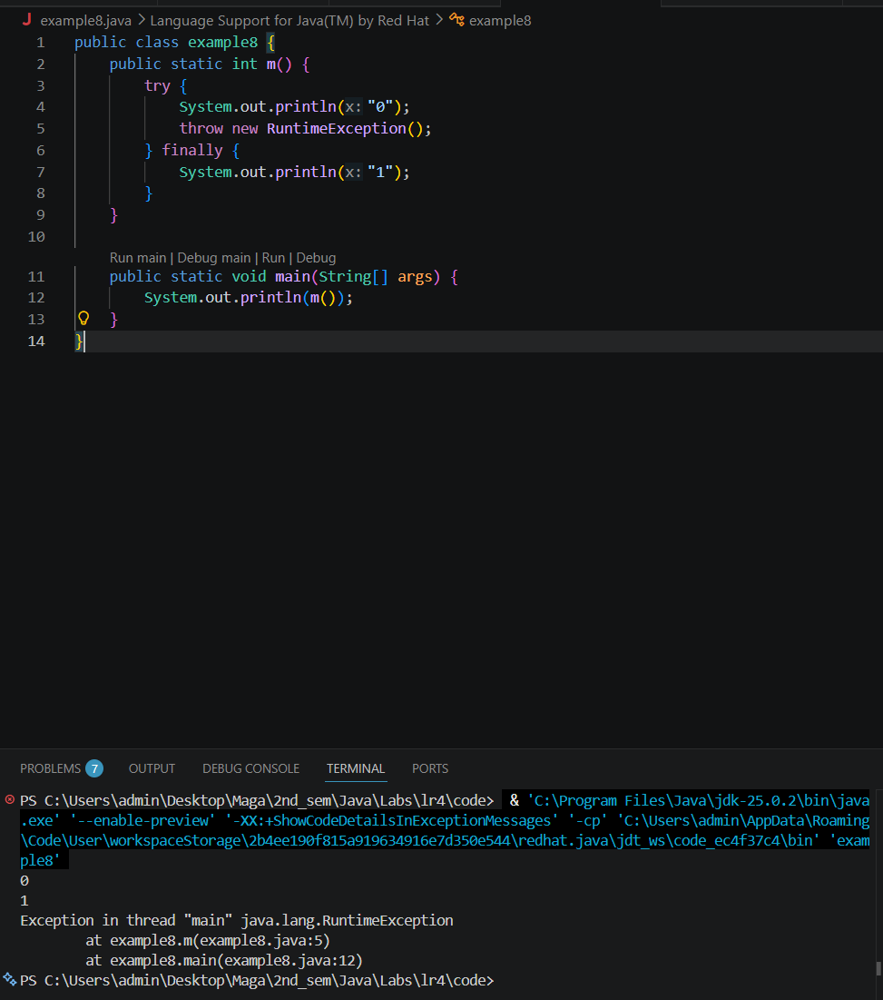 J example8.java > Language Support for Java(TM) by Red Hat > example8
1 public class example8 {
2 public static int m() {
3 try {
4 System.out.println(x: "0");
5 throw new RuntimeException();
6 } finally {
7 System.out.println(x: "1");
8 }
9 }
10
Run main | Debug main | Run | Debug
11 public static void main(String[] args) {
12 System.out.println(m());
13 }
14 }
PROBLEMS 7 OUTPUT DEBUG CONSOLE TERMINAL PORTS
PS C:\Users\admin\Desktop\Maga\2nd_sem\Java\Labs\lr4\code> & 'C:\Program Files\Java\jdk-25.0.2\bin\java
.exe' '--enable-preview' '-XX:+ShowCodeDetailsInExceptionMessages' '-cp' 'C:\Users\admin\AppData\Roaming
\Code\User\workspaceStorage\2b4ee190f815a919634916e7d350e544\redhat.java\jdt_ws\code_ec4f37c4\bin' 'exam
ple8'
0
1
Exception in thread "main" java.lang.RuntimeException
at example8.m(example8.java:5)
at example8.main(example8.java:12)
PS C:\Users\admin\Desktop\Maga\2nd_sem\Java\Labs\lr4\code>